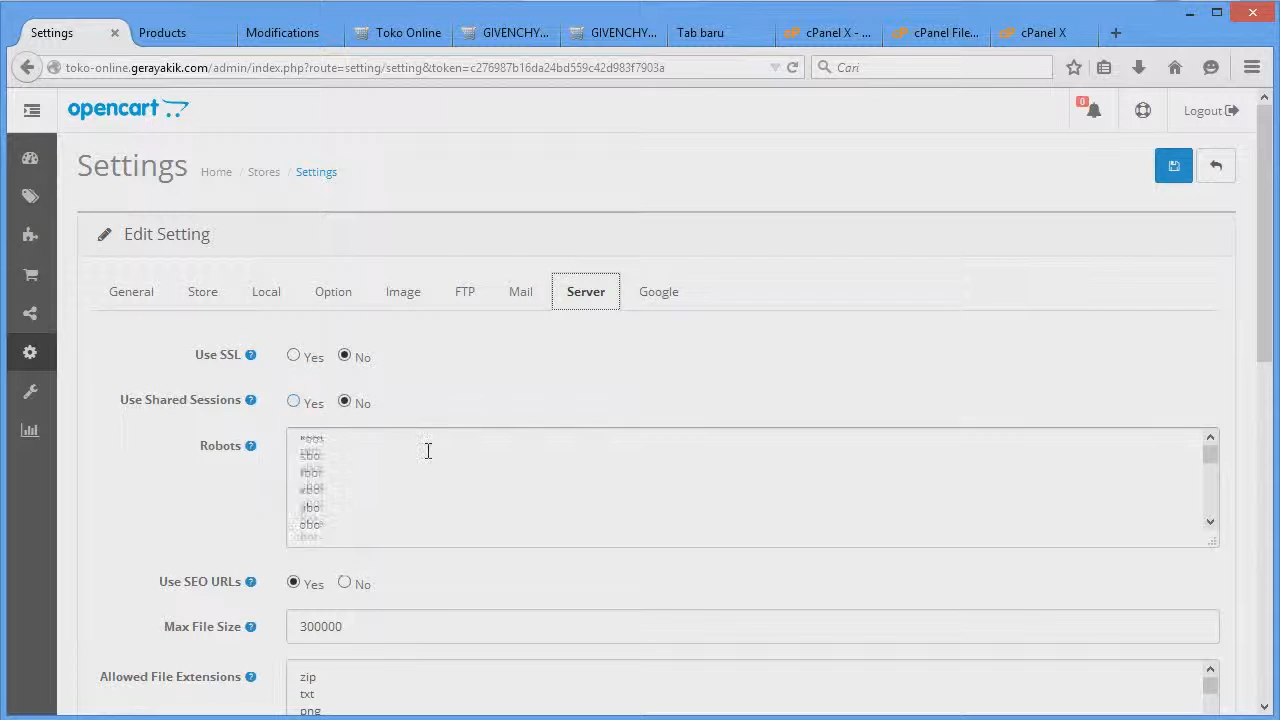 Settings
Products
Modifications
Toko Online
GIVENCHY...
GIVENCHY...
Tab baru
cPanel X - ...
cPanel File...
cPanel X
toko-online.gerayakik.com/admin/index.php?route=setting/setting&token=c276987b16da24bd559c42d983f7903a
Cari
opencart
0
Logout
Settings
Home / Stores / Settings
Edit Setting
General
Store
Local
Option
Image
FTP
Mail
Server
Google
Use SSL
Yes
No
Use Shared Sessions
Yes
No
Robots
Use SEO URLs
Yes
No
Max File Size
300000
Allowed File Extensions
zip
txt
png